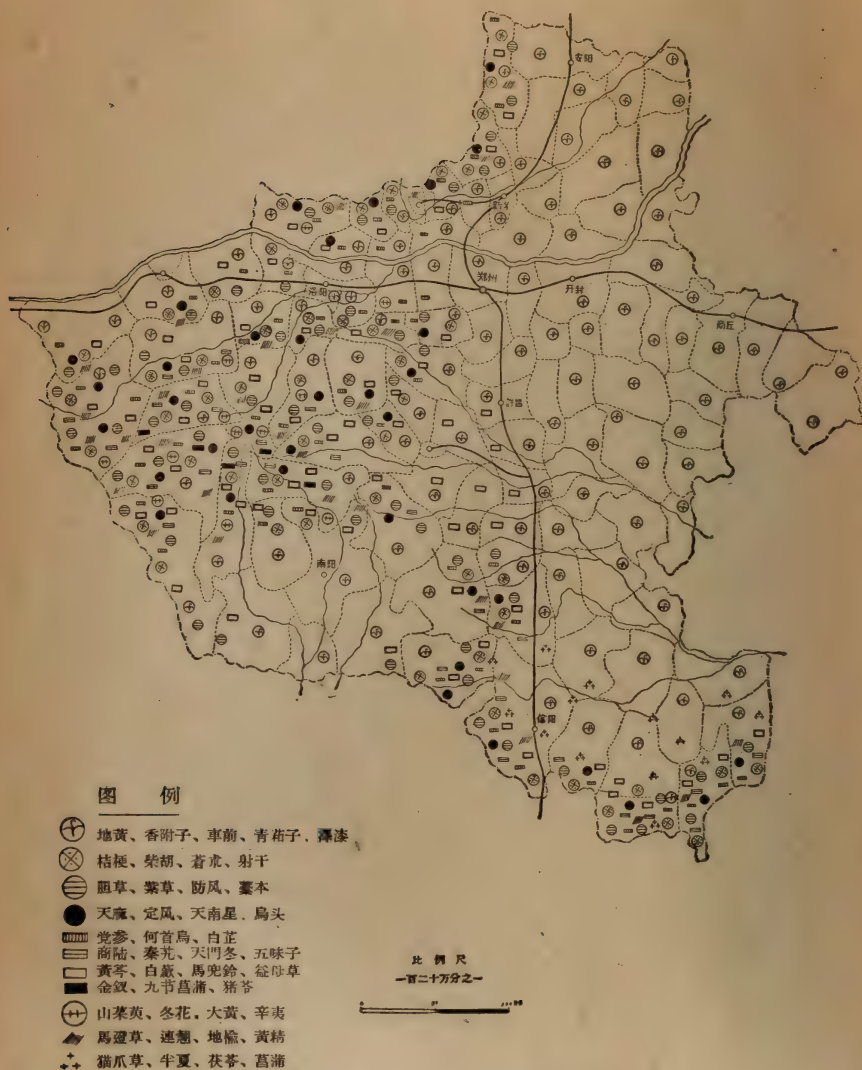 安阳
新乡
洛阳
郑州
开封
商丘
许昌
南阳
信阳
图 例
地黄、香附子、車前、青葙子、澤漆
桔梗、柴胡、蒼朮、射干
胆草、紫草、防风、藁本
天麻、定风、天南星、烏头
党参、何首烏、白芷
商陆、秦艽、天門冬、五味子
黄芩、白蔹、馬兜鈴、益母草
金釵、九节菖蒲、猪苓
山茱萸、冬花、大黄、辛夷
馬蹄草、連翹、地榆、黄精
猫爪草、半夏、茯苓、菖蒲
比 例 尺
一百二十万分之一